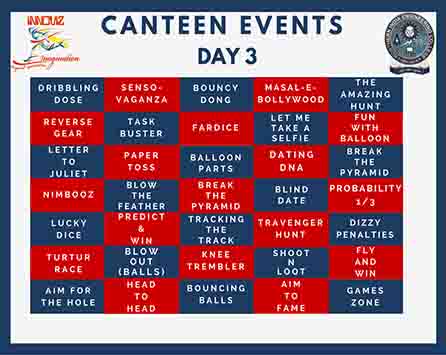 INNOVIZ
Imagination
CANTEEN EVENTS
DAY 3
DRIBBLING DOSE
SENSO-VAGANZA
BOUNCY DONG
MASAL-E-BOLLYWOOD
THE AMAZING HUNT
REVERSE GEAR
TASK BUSTER
FARDICE
LET ME TAKE A SELFIE
FUN WITH BALLOON
LETTER TO JULIET
PAPER TOSS
BALLOON PARTS
DATING DNA
BREAK THE PYRAMID
NIMBOOZ
BLOW THE FEATHER
BREAK THE PYRAMID
BLIND DATE
PROBABILITY 1/3
LUCKY DICE
PREDICT & WIN
TRACKING THE TRACK
TRAVENGER HUNT
DIZZY PENALTIES
TURTUR RACE
BLOW OUT (BALLS)
KNEE TREMBLER
SHOOT N LOOT
FLY AND WIN
AIM FOR THE HOLE
HEAD TO HEAD
BOUNCING BALLS
AIM TO FAME
GAMES ZONE